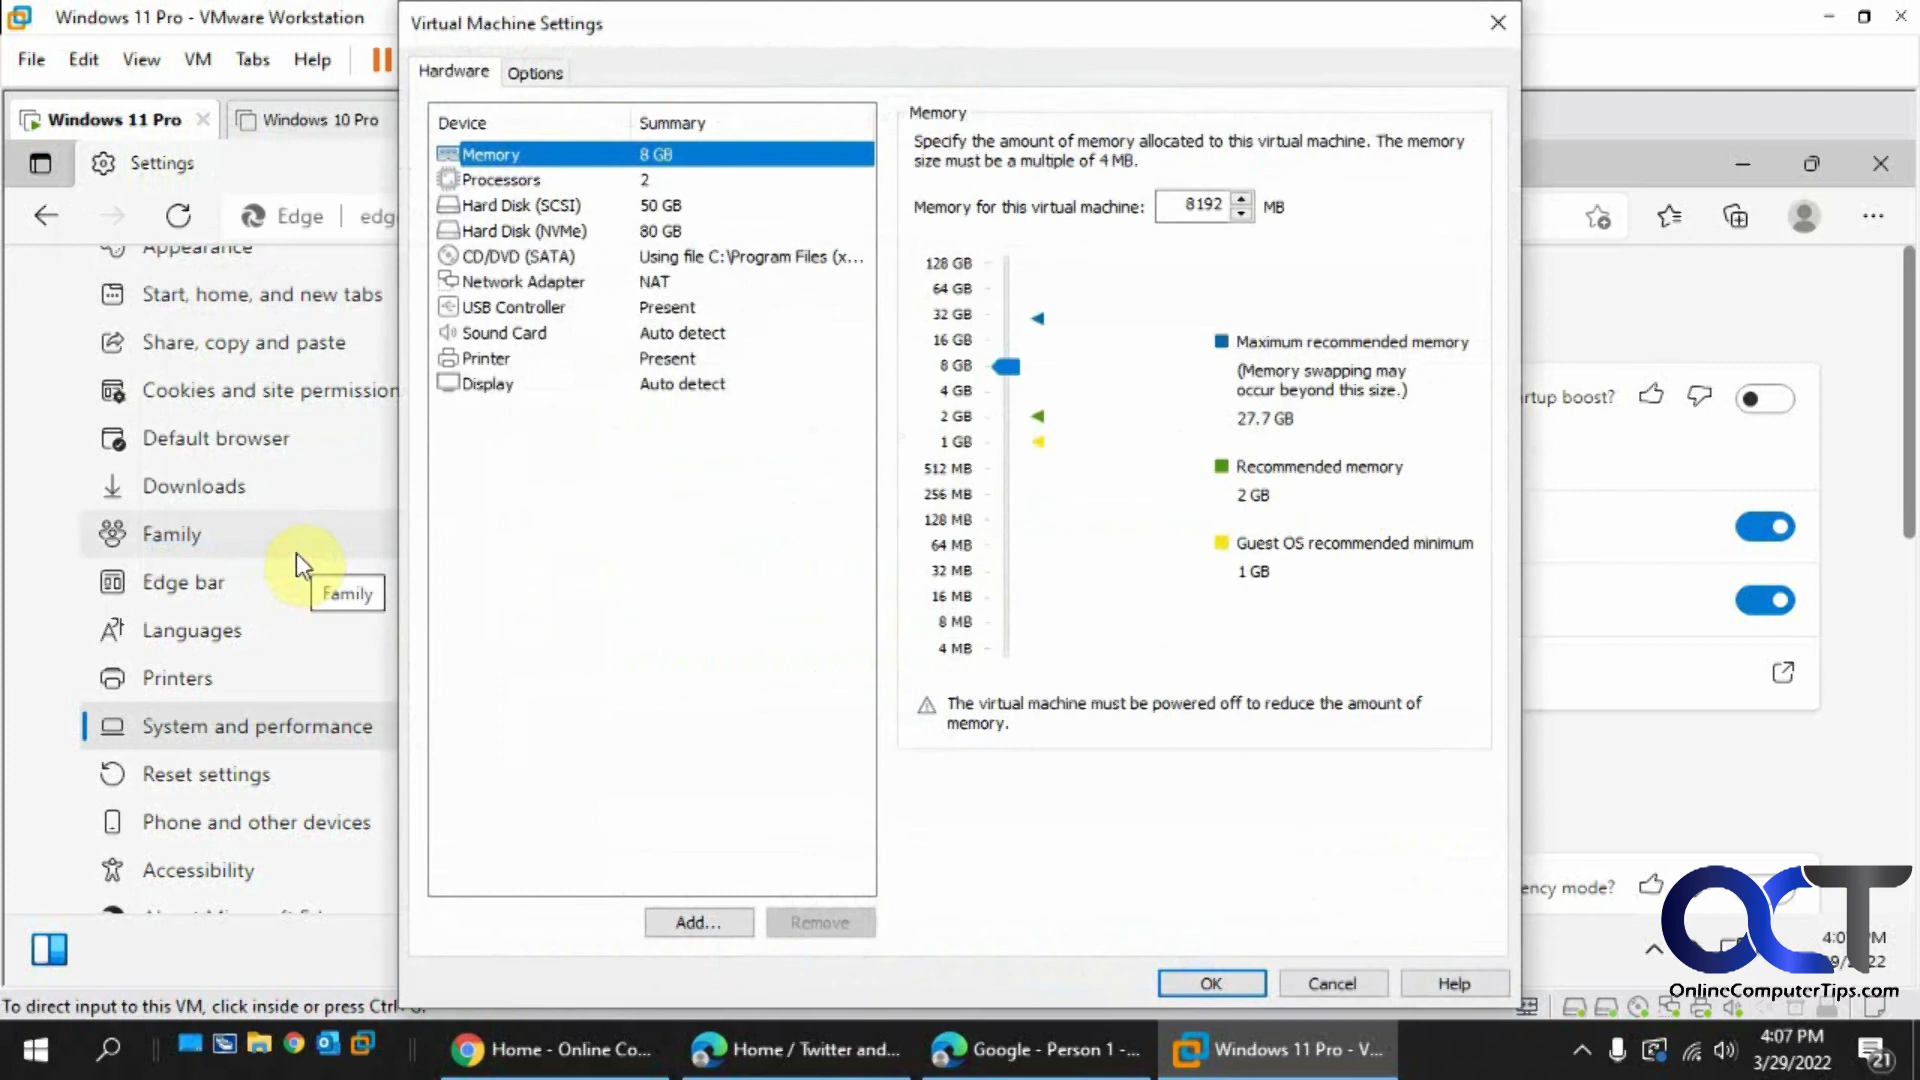 Windows 11 Pro - VMware Workstation
File Edit View VM Tabs Help
Windows 11 Pro
Windows 10 Pro
Settings
Edge
Appearance
Start, home, and new tabs
Share, copy and paste
Cookies and site permission
Default browser
Downloads
Family
Family
Edge bar
Languages
Printers
System and performance
Reset settings
Phone and other devices
Accessibility
Virtual Machine Settings
Hardware Options
Device Summary
Memory 8 GB
Processors 2
Hard Disk (SCSI) 50 GB
Hard Disk (NVMe) 80 GB
CD/DVD (SATA) Using file C:\Program Files (x...
Network Adapter NAT
USB Controller Present
Sound Card Auto detect
Printer Present
Display Auto detect
Add... Remove
Memory
Specify the amount of memory allocated to this virtual machine. The memory
size must be a multiple of 4 MB.
Memory for this virtual machine: 8192 MB
128 GB
64 GB
32 GB
16 GB
8 GB
4 GB
2 GB
1 GB
512 MB
256 MB
128 MB
64 MB
32 MB
16 MB
8 MB
4 MB
Maximum recommended memory
(Memory swapping may
occur beyond this size.)
27.7 GB
Recommended memory
2 GB
Guest OS recommended minimum
1 GB
The virtual machine must be powered off to reduce the amount of
memory.
OK Cancel Help
boost?
mode?
OCT
OnlineComputerTips.com
To direct input to this VM, click inside or press
Home - Online Co...
Home / Twitter and...
Google - Person 1 -...
Windows 11 Pro - V...
4:07 PM
3/29/2022
21